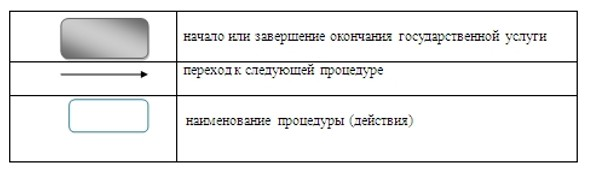 начало или завершение окончания государственной услуги
переход к следующей процедуре
наименование процедуры (действия)